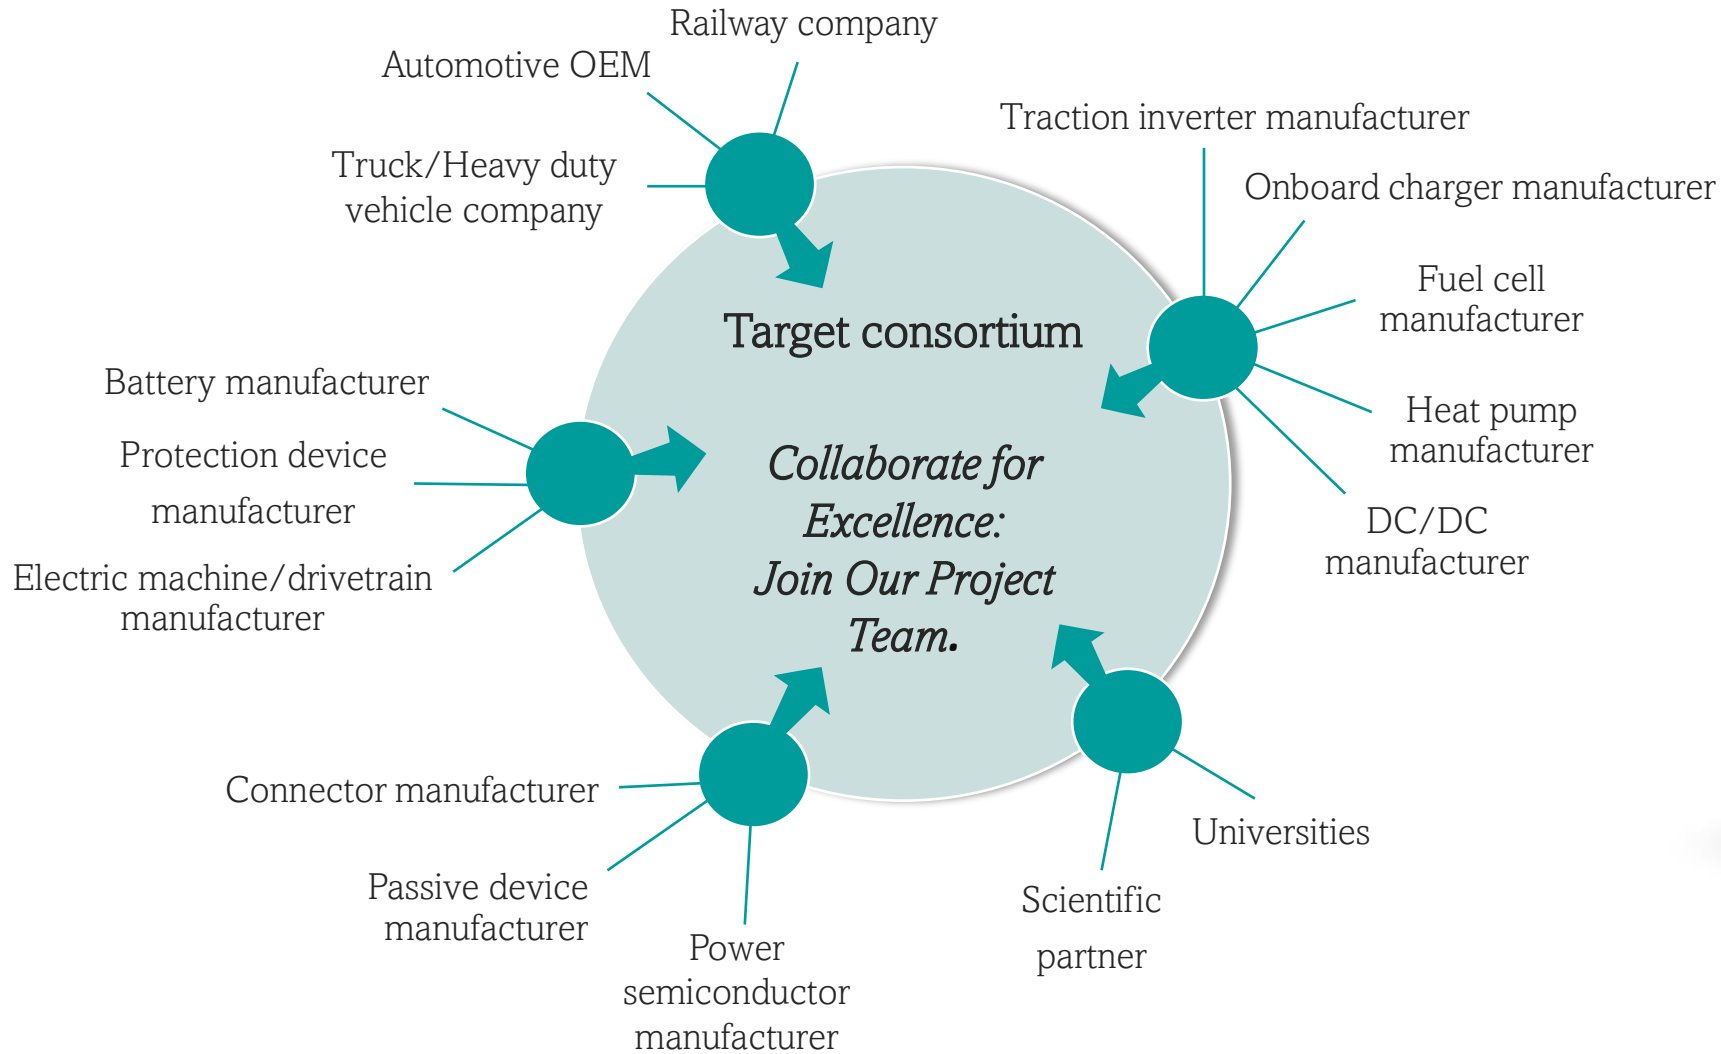 Railway company
Automotive OEM
Truck/Heavy duty
vehicle company
Traction inverter manufacturer
Onboard charger manufacturer
Fuel cell
manufacturer
Heat pump
manufacturer
DC/DC
manufacturer
Target consortium
Collaborate for
Excellence:
Join Our Project
Team.
Battery manufacturer
Protection device
manufacturer
Electric machine/drivetrain
manufacturer
Connector manufacturer
Passive device
manufacturer
Power
semiconductor
manufacturer
Universities
Scientific
partner